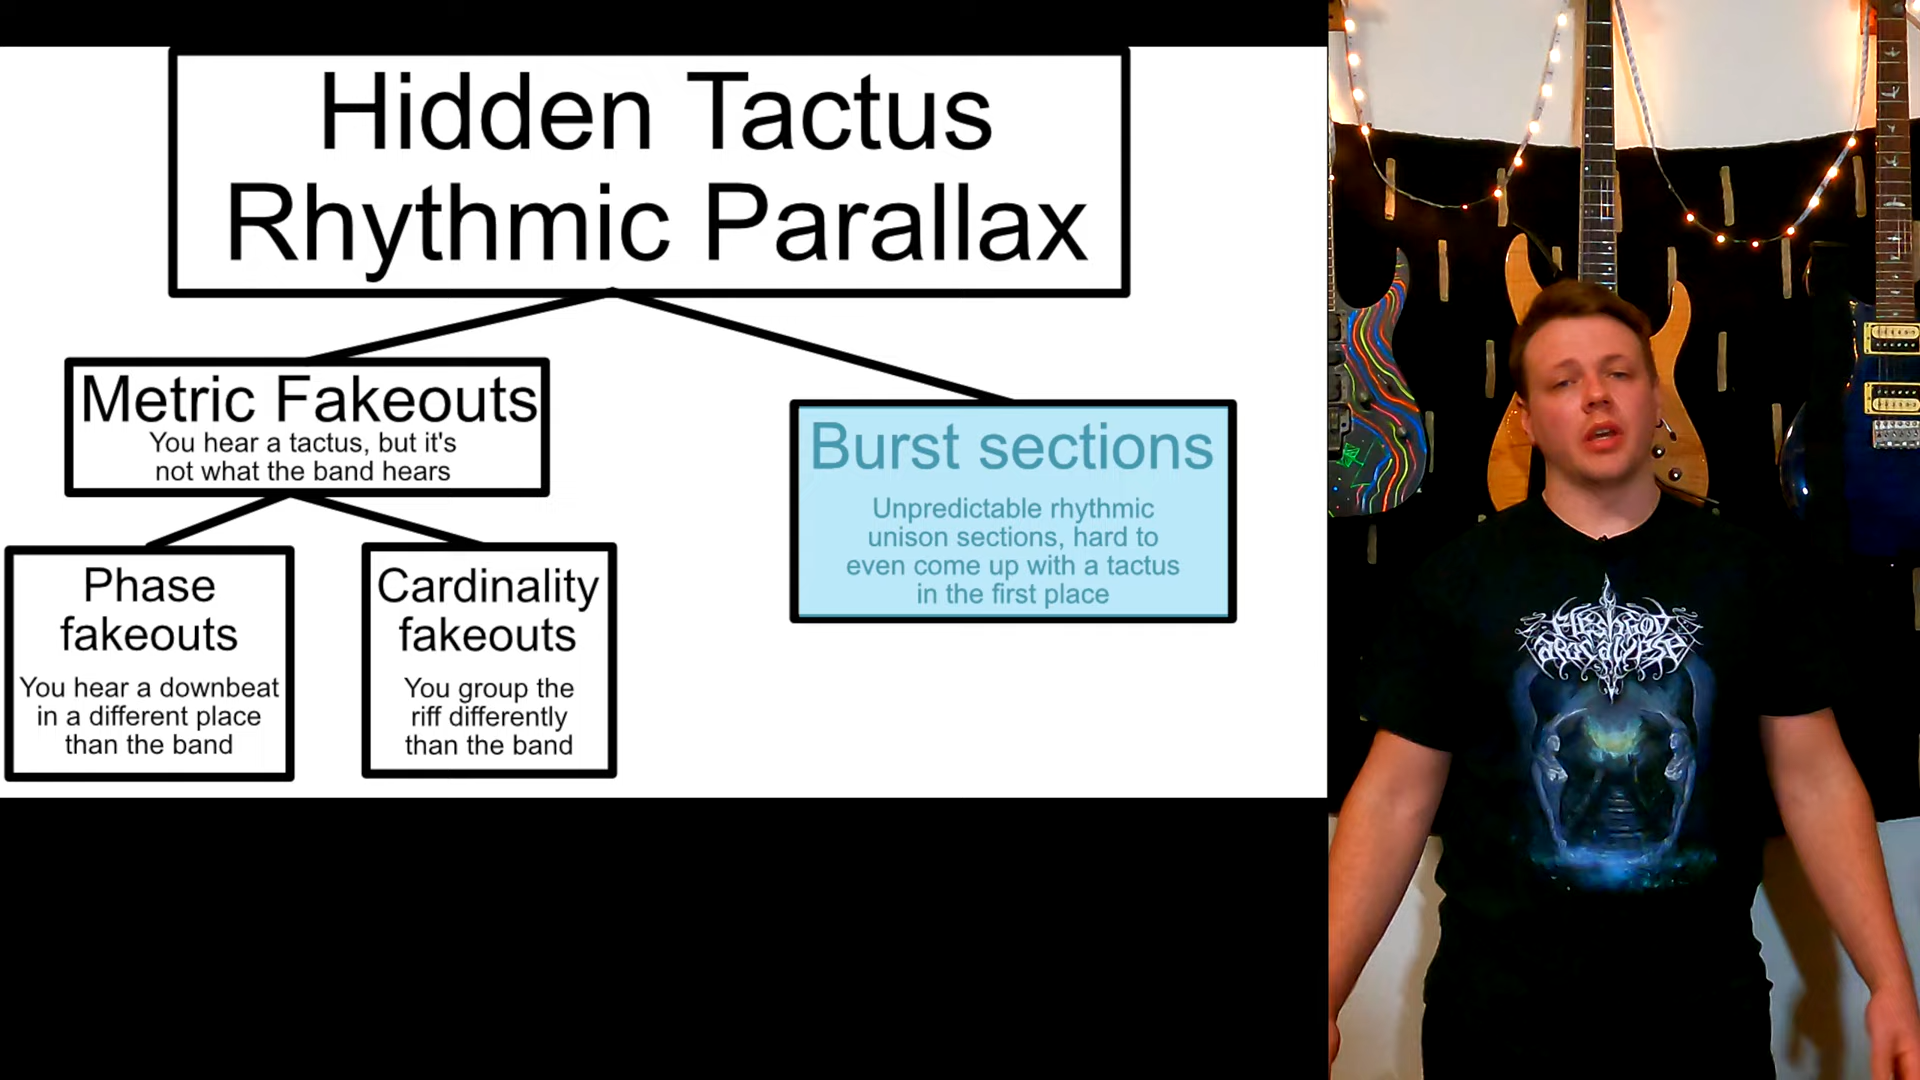 Hidden Tactus
Rhythmic Parallax
Metric Fakeouts
You hear a tactus, but it's
not what the band hears
Burst sections
Unpredictable rhythmic
unison sections, hard to
even come up with a tactus
in the first place
Phase
fakeouts
You hear a downbeat
in a different place
than the band
Cardinality
fakeouts
You group the
riff differently
than the band
FLESHGOD
APOCALYPSE